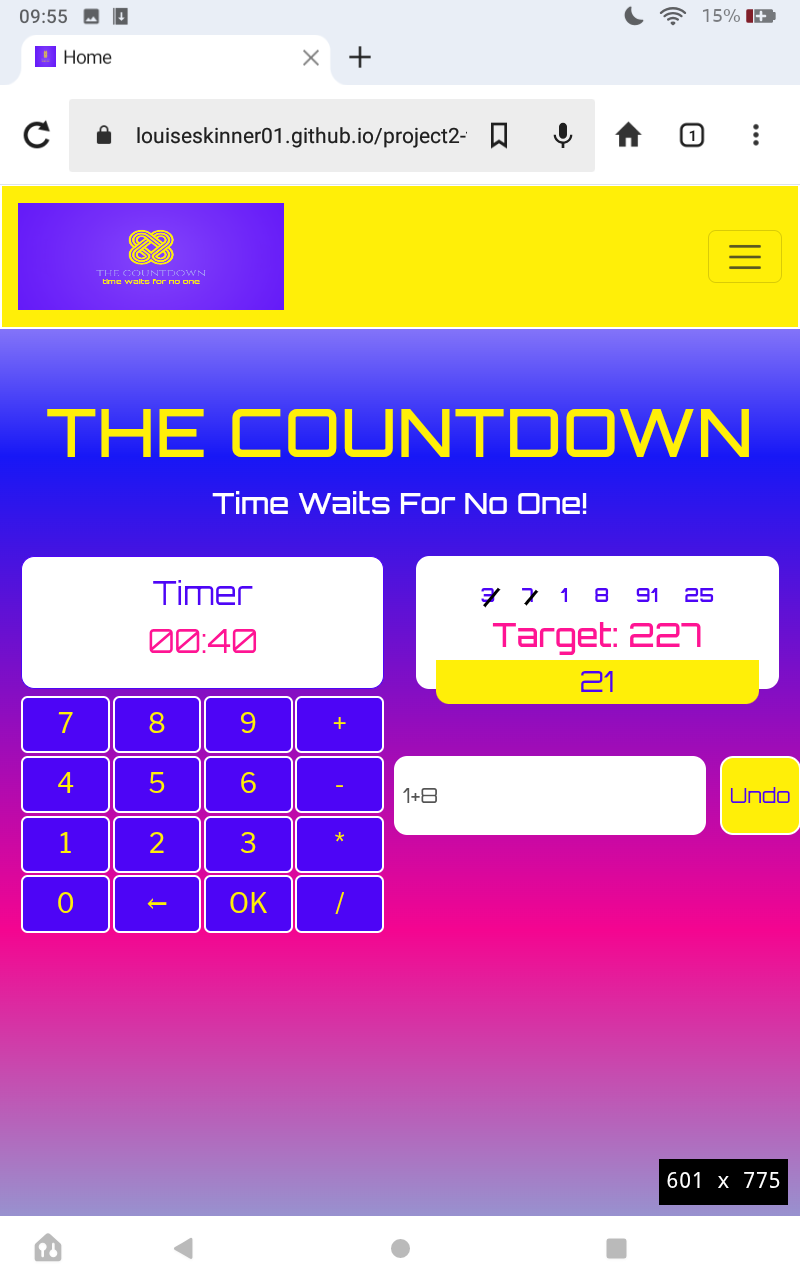 09:55 15%
Home
louiseskinner01.github.io/project2-
1
THE COUNTDOWN
time waits for no one
THE COUNTDOWN
Time Waits For No One!
Timer
00:40
3 7 1 8 91 25
Target: 227
21
7 8 9 +
4 5 6 -
1 2 3 *
0 ← OK /
1+8
Undo
601 x 775